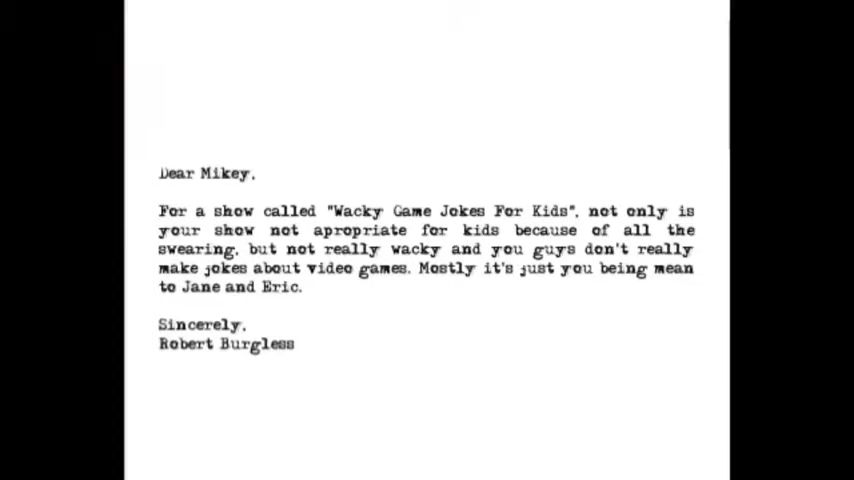 Dear Mikey,
For a show called "Wacky Game Jokes For Kids", not only is
your show not apropriate for kids because of all the
swearing, but not really wacky and you guys don't really
make jokes about video games. Mostly it's just you being mean
to Jane and Eric.
Sincerely,
Robert Burgless